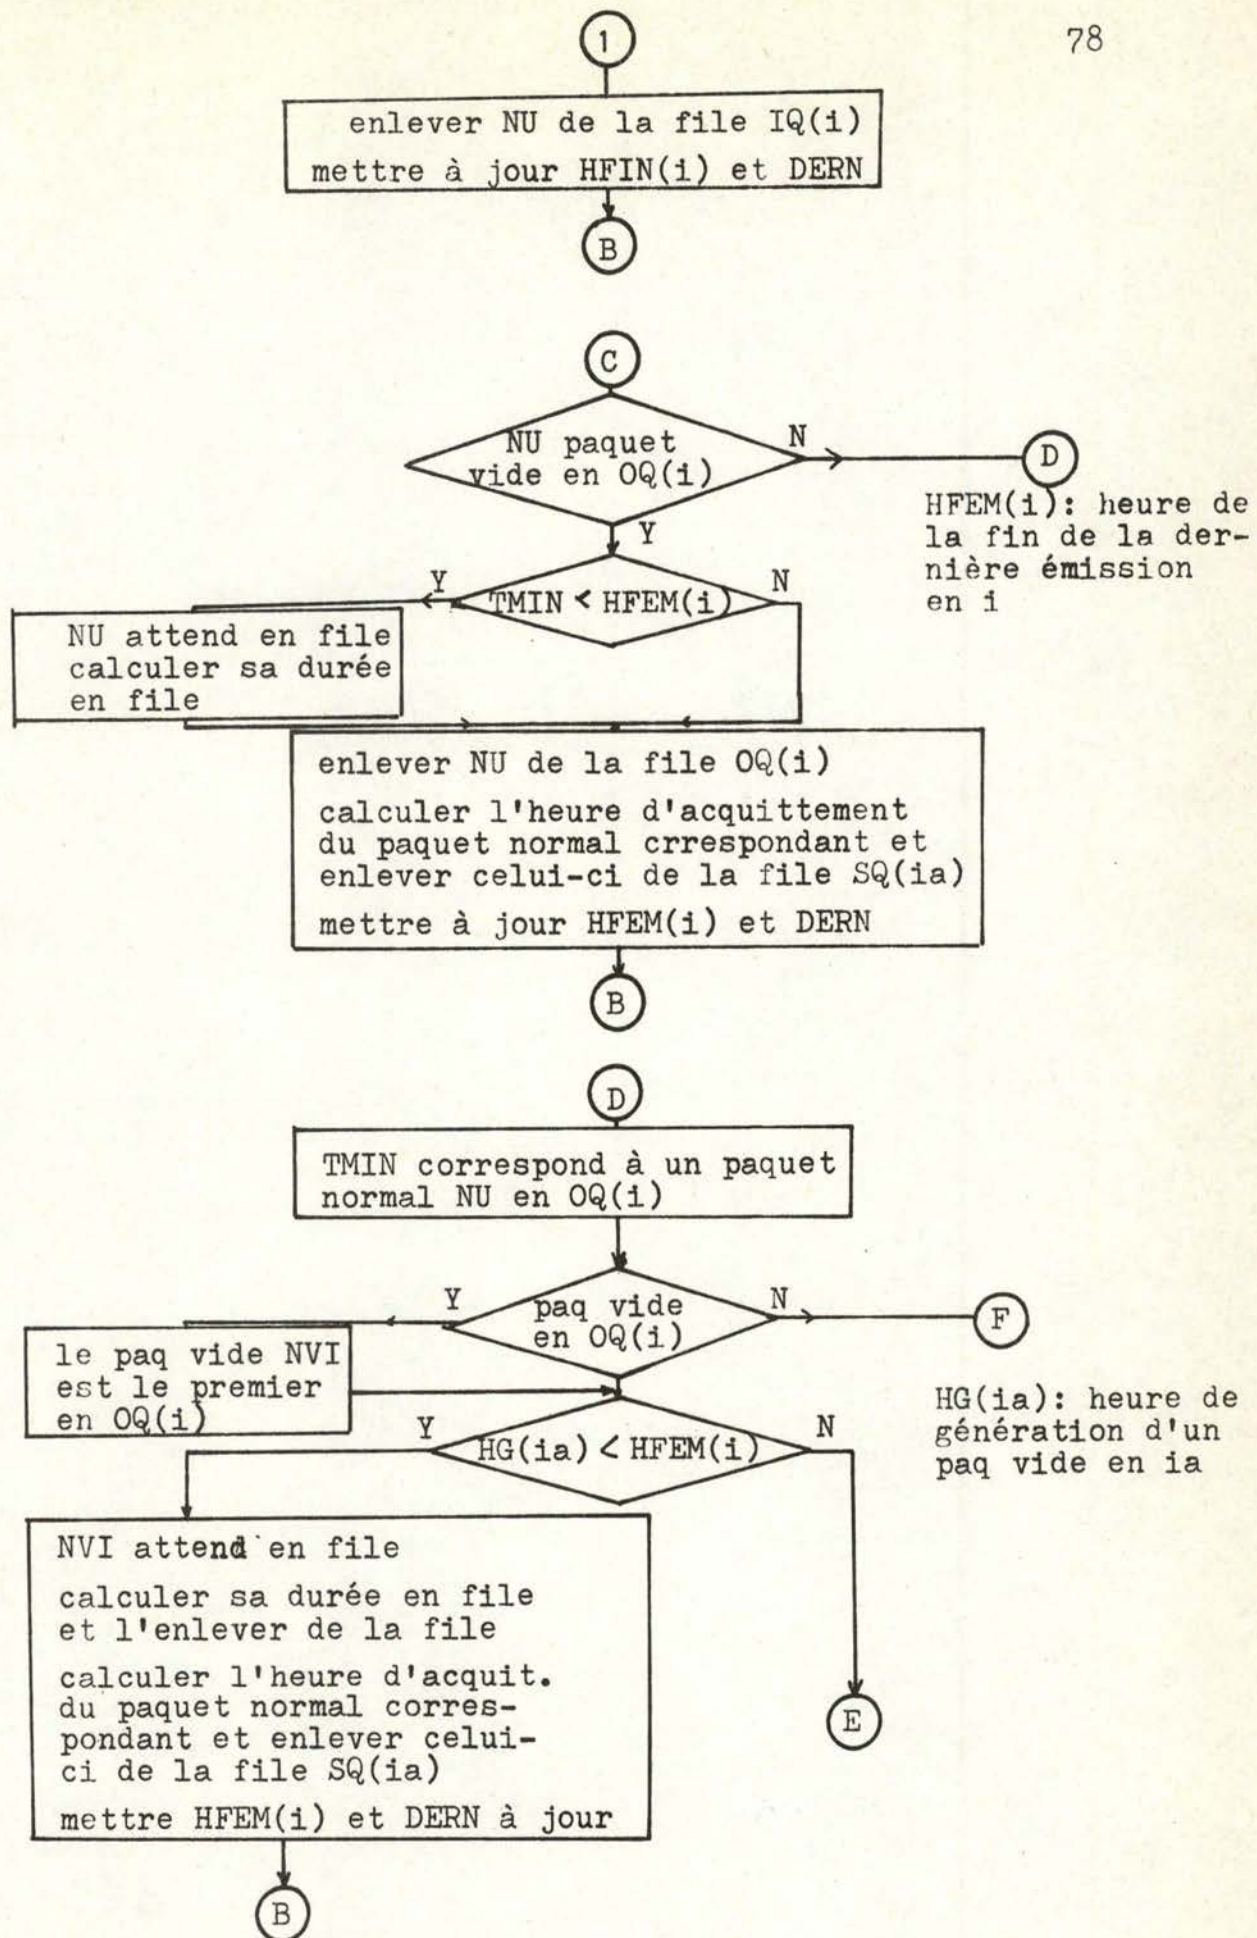 78
1
enlever NU de la file IQ(i)
mettre à jour HFIN(i) et DERN
B
C
NU paquet
vide en OQ(i)
N
D
Y
HFEM(i): heure de
la fin de la der-
nière émission
en i
Y
TMIN < HFEM(i)
N
NU attend en file
calculer sa durée
en file
enlever NU de la file OQ(i)
calculer l'heure d'acquittement
du paquet normal crrespondant et
enlever celui-ci de la file SQ(ia)
mettre à jour HFEM(i) et DERN
B
D
TMIN correspond à un paquet
normal NU en OQ(i)
Y
paq vide
en OQ(i)
N
F
le paq vide NVI
est le premier
en OQ(i)
HG(ia): heure de
génération d'un
paq vide en ia
Y
HG(ia) < HFEM(i)
N
NVI attend en file
calculer sa durée en file
et l'enlever de la file
calculer l'heure d'acquit.
du paquet normal corres-
pondant et enlever celui-
ci de la file SQ(ia)
mettre HFEM(i) et DERN à jour
E
B